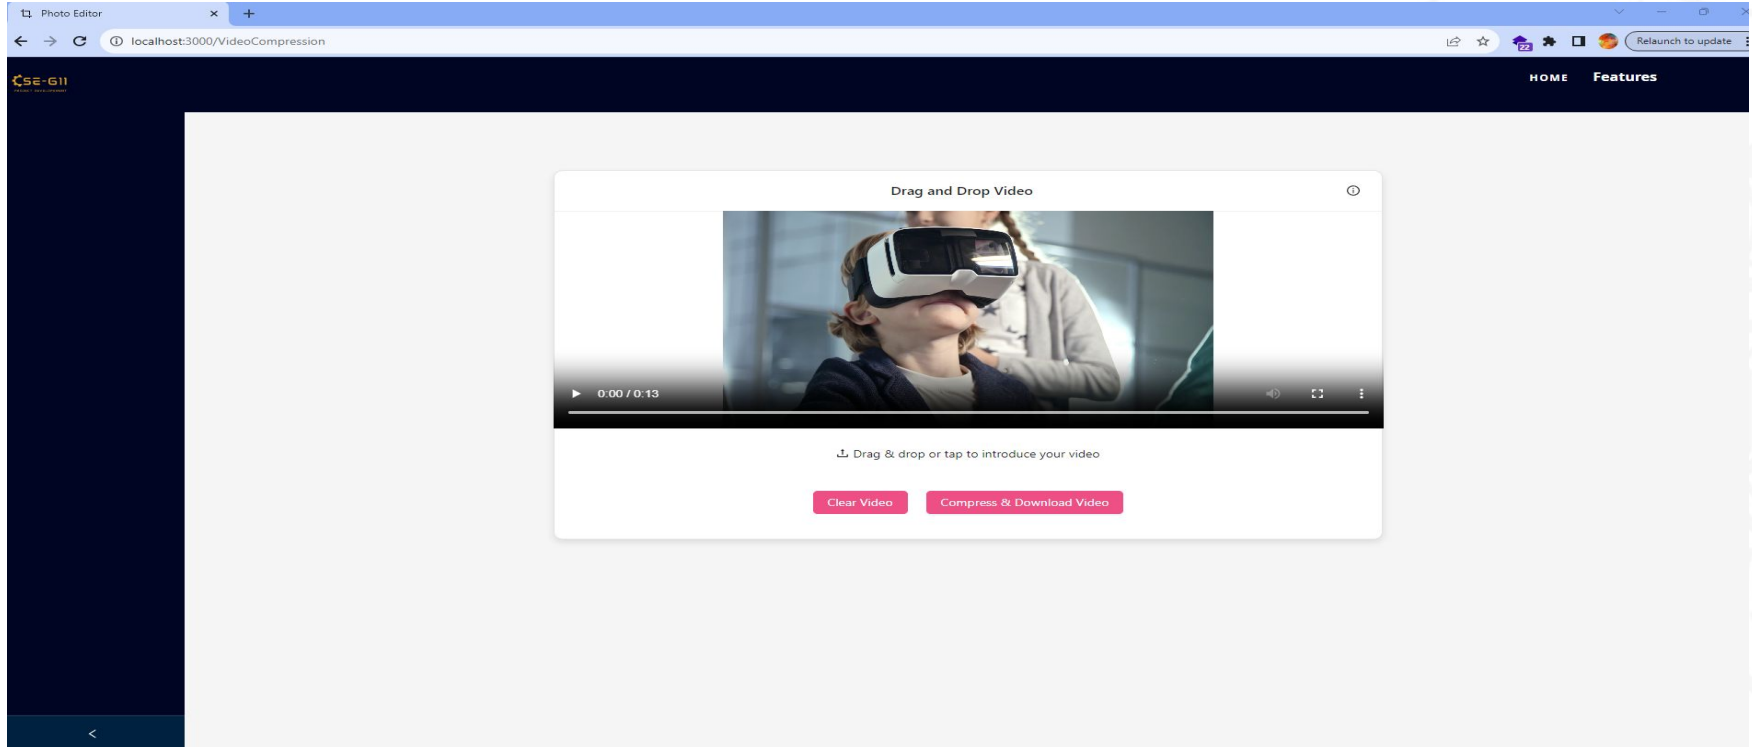 Photo Editor
localhost:3000/VideoCompression
22
Relaunch to update
CSE-G11
HOME Features
Drag and Drop Video
0:00 / 0:13
Drag & drop or tap to introduce your video
Clear Video Compress & Download Video